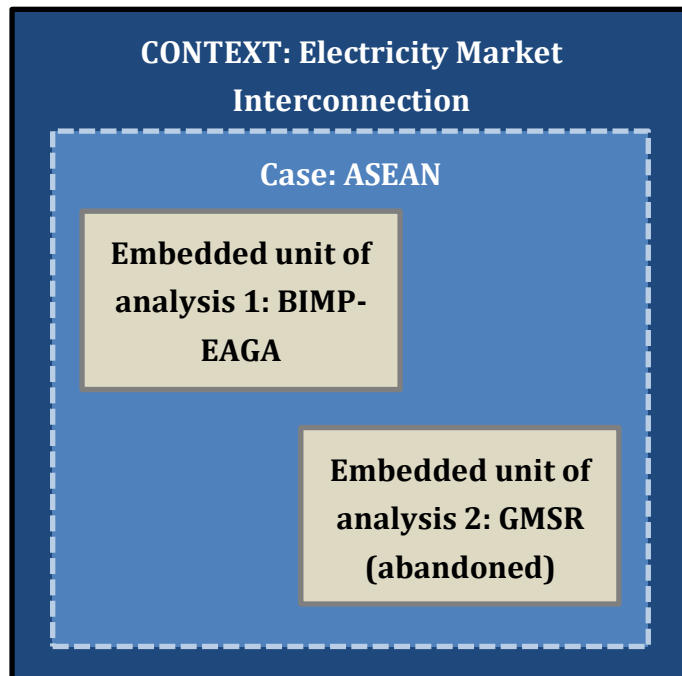 CONTEXT: Electricity Market
Interconnection
Case: ASEAN
Embedded unit of
analysis 1: BIMP-
EAGA
Embedded unit of
analysis 2: GMSR
(abandoned)